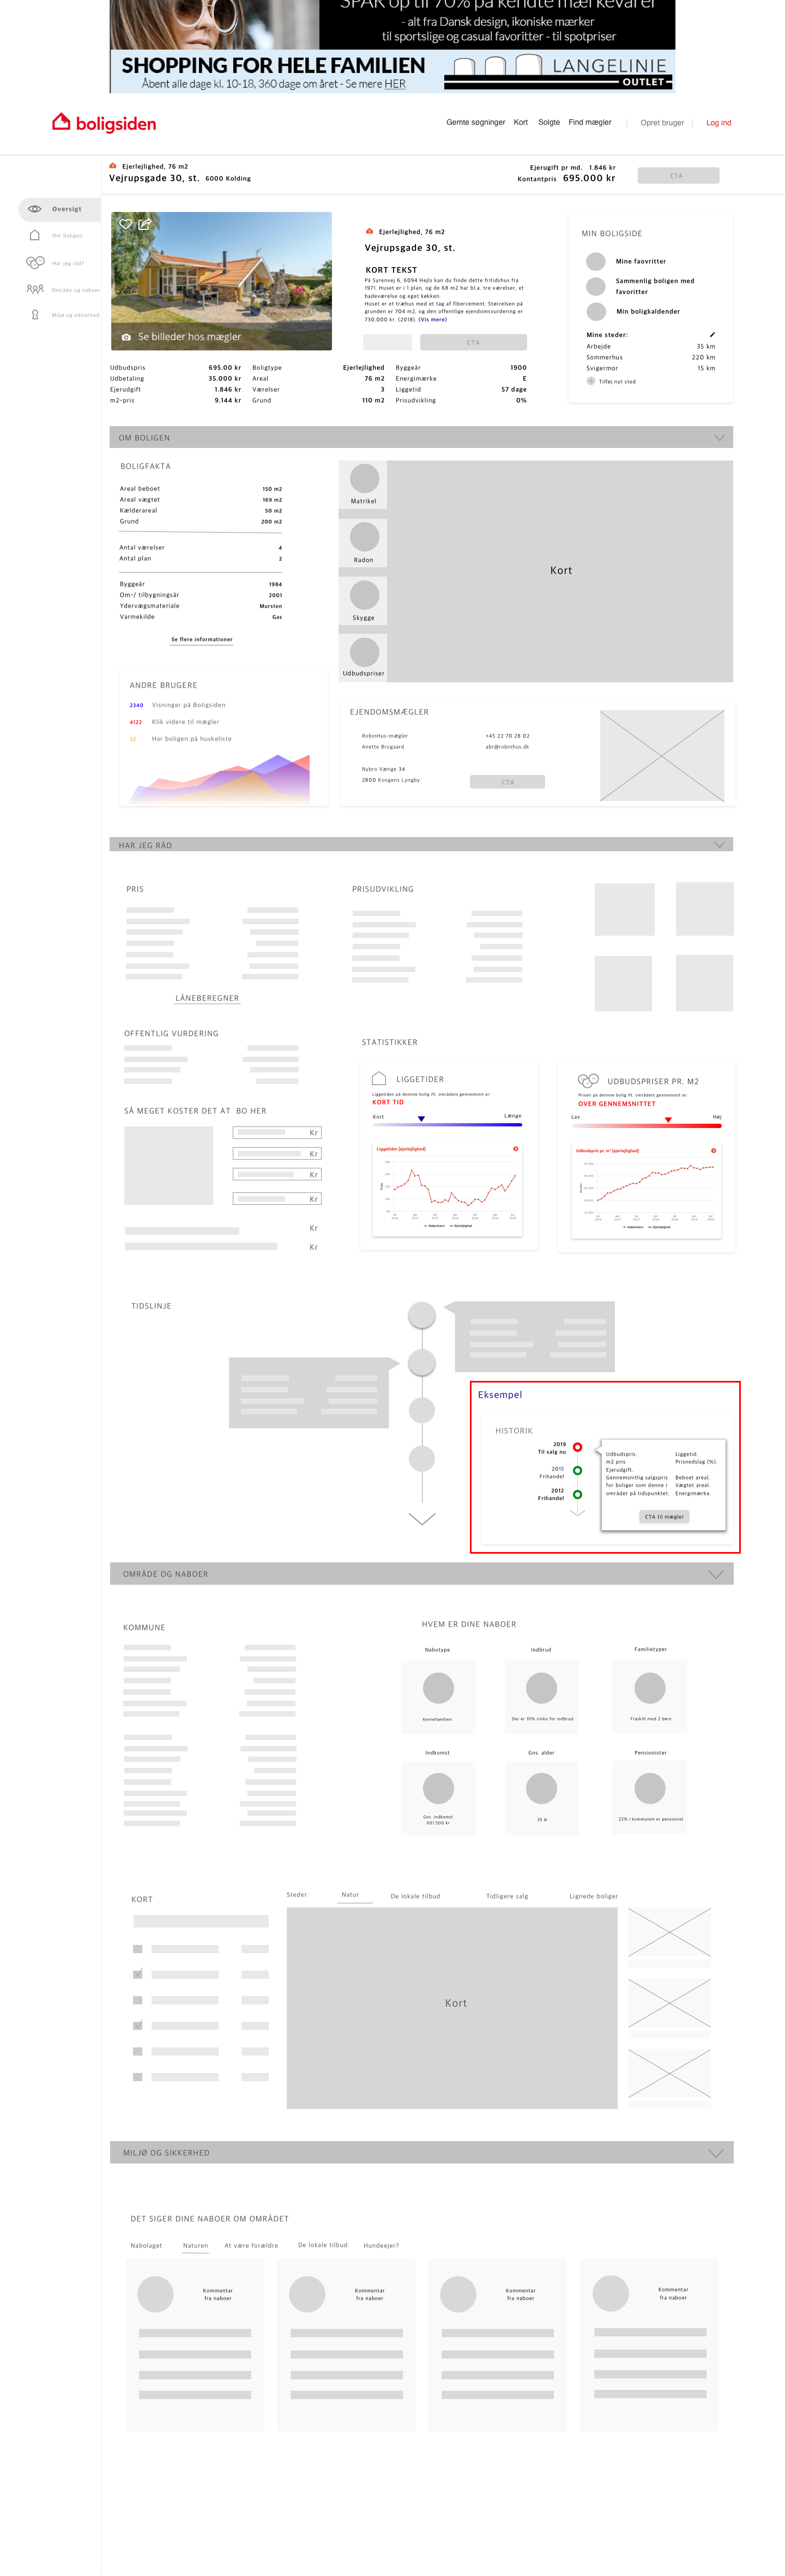 SPAR op til 70% på kendte mærkevarer
- alt fra Dansk design, ikoniske mærker
til sportslige og casual favoritter - til spotpriser
SHOPPING FOR HELE FAMILIEN
Åbent alle dage kl. 10-18, 360 dage om året - Se mere HER
LANGELINIE
OUTLET
boligsiden
Gemte søgninger Kort Solgte Find mægler
Opret bruger
Log ind
Ejerlejlighed, 76 m2
Vejrupsgade 30, st. 6000 Kolding
Ejerugift pr md. 1.846 kr
Kontantpris 695.000 kr
CTA
Oversigt
Om boligen
Har jeg råd?
Område og naboer
Miljø og sikkerhed
Se billeder hos mægler
Ejerlejlighed, 76 m2
Vejrupsgade 30, st.
KORT TEKST
På Syrenvej 6, 6094 Hejls kan du finde dette fritidshus fra
1971. Huset er i 1 plan, og de 68 m2 har bl.a. tre værelser, et
badeværelse og eget køkken.
Huset er et træhus med et tag af fibercement. Størrelsen på
grunden er 704 m2, og den offentlige ejendomsvurdering er
730.000 kr. (2018). (Vis mere)
CTA
MIN BOLIGSIDE
Mine faovritter
Sammenlig boligen med
favoritter
Min boligkaldender
Mine steder:
Arbejde 35 km
Sommerhus 220 km
Svigermor 15 km
Tilføj nyt sted
Udbudspris 695.00 kr
Udbetaling 35.000 kr
Ejerudgift 1.846 kr
m2-pris 9.144 kr
Boligtype Ejerlejlighed
Areal 76 m2
Værelser 3
Grund 110 m2
Byggeår 1900
Energimærke E
Liggetid 57 dage
Prisudvikling 0%
OM BOLIGEN
BOLIGFAKTA
Areal beboet 150 m2
Areal vægtet 169 m2
Kælderareal 50 m2
Grund 200 m2
Antal værelser 4
Antal plan 2
Byggeår 1984
Om-/ tilbygningsår 2001
Ydervægsmateriale Mursten
Varmekilde Gas
Se flere informationer
Matrikel
Radon
Skygge
Udbudspriser
Kort
ANDRE BRUGERE
2340 Visninger på Boligsiden
4122 Klik videre til mægler
32 Har boligen på huskeliste
EJENDOMSMÆGLER
RobinHus-mægler
Anette Brogaard
+45 22 70 28 02
abr@robinhus.dk
Nybro Vænge 34
2800 Kongens Lyngby
CTA
HAR JEG RÅD
PRIS
LÅNEBEREGNER
PRISUDVIKLING
OFFENTLIG VURDERING
SÅ MEGET KOSTER DET AT BO HER
Kr
Kr
Kr
Kr
Kr
Kr
STATISTIKKER
LIGGETIDER
Liggetiden på denne bolig ift. områdets gennemsnit er:
KORT TID
Kort Længe
Liggetider (ejerlejlighed)
UDBUDSPRISER PR. M2
Prisen på denne bolig ift. områdets gennemsnit er:
OVER GENNEMSNITTET
Lav Høj
Udbudspris pr. m² (ejerlejlighed)
TIDSLINJE
Eksempel
HISTORIK
2019
Til salg nu
2015
Frihandel
2012
Frihandel
Udbudspris.
m2 pris
Ejerudgift.
Gennemsnitlig salgspris
for boliger som denne i
området på tidspunktet.
Liggetid.
Prisnedslag (%).
Beboet areal.
Vægtet areal.
Energimærke.
CTA til mægler
OMRÅDE OG NABOER
KOMMUNE
HVEM ER DINE NABOER
Nabotype
Indbrud
Familietyper
Kernefamilien
Der er 10% risiko for indbrud
Fraskilt med 2 børn
Indkomst
Gns. alder
Pensionister
Gns. indkomst
601.500 kr
35 år
22% i kommunen er pensionist
KORT
Steder
Natur
De lokale tilbud
Tidligere salg
Lignede boliger
Kort
MILJØ OG SIKKERHED
DET SIGER DINE NABOER OM OMRÅDET
Nabolaget
Naturen
At være forældre
De lokale tilbud
Hundeejer?
Kommentar
fra naboer
Kommentar
fra naboer
Kommentar
fra naboer
Kommentar
fra naboer